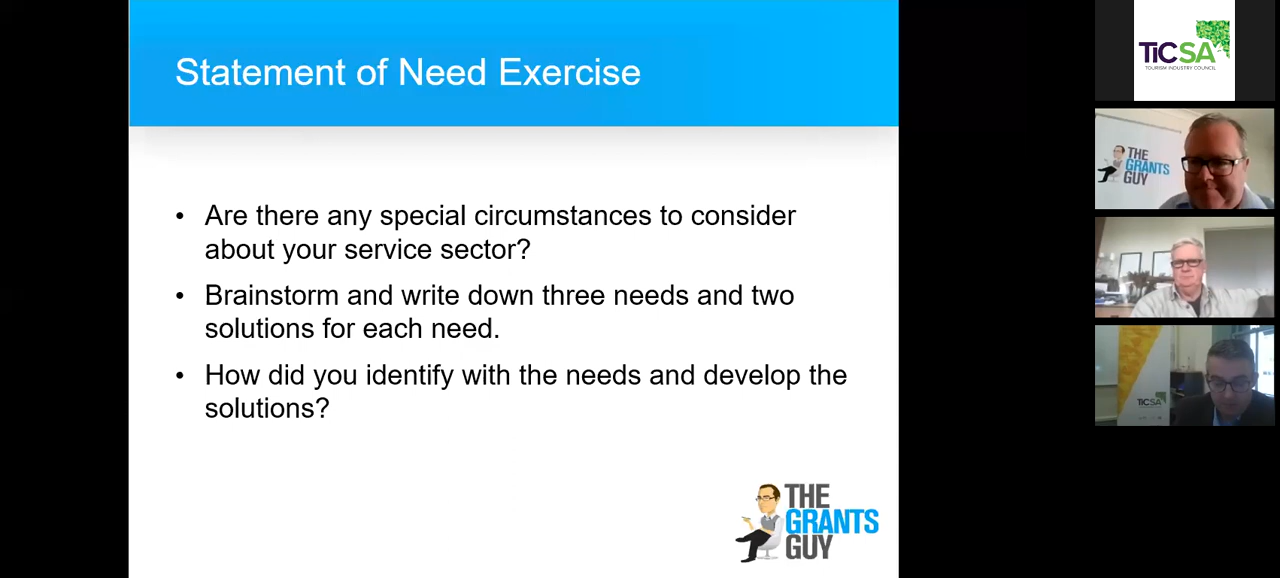 Statement of Need Exercise
• Are there any special circumstances to consider
about your service sector?
• Brainstorm and write down three needs and two
solutions for each need.
• How did you identify with the needs and develop the
solutions?
THE
GRANTS
GUY
TiCSA
TOURISM INDUSTRY COUNCIL
THE
GRANTS
GUY
TiCSA